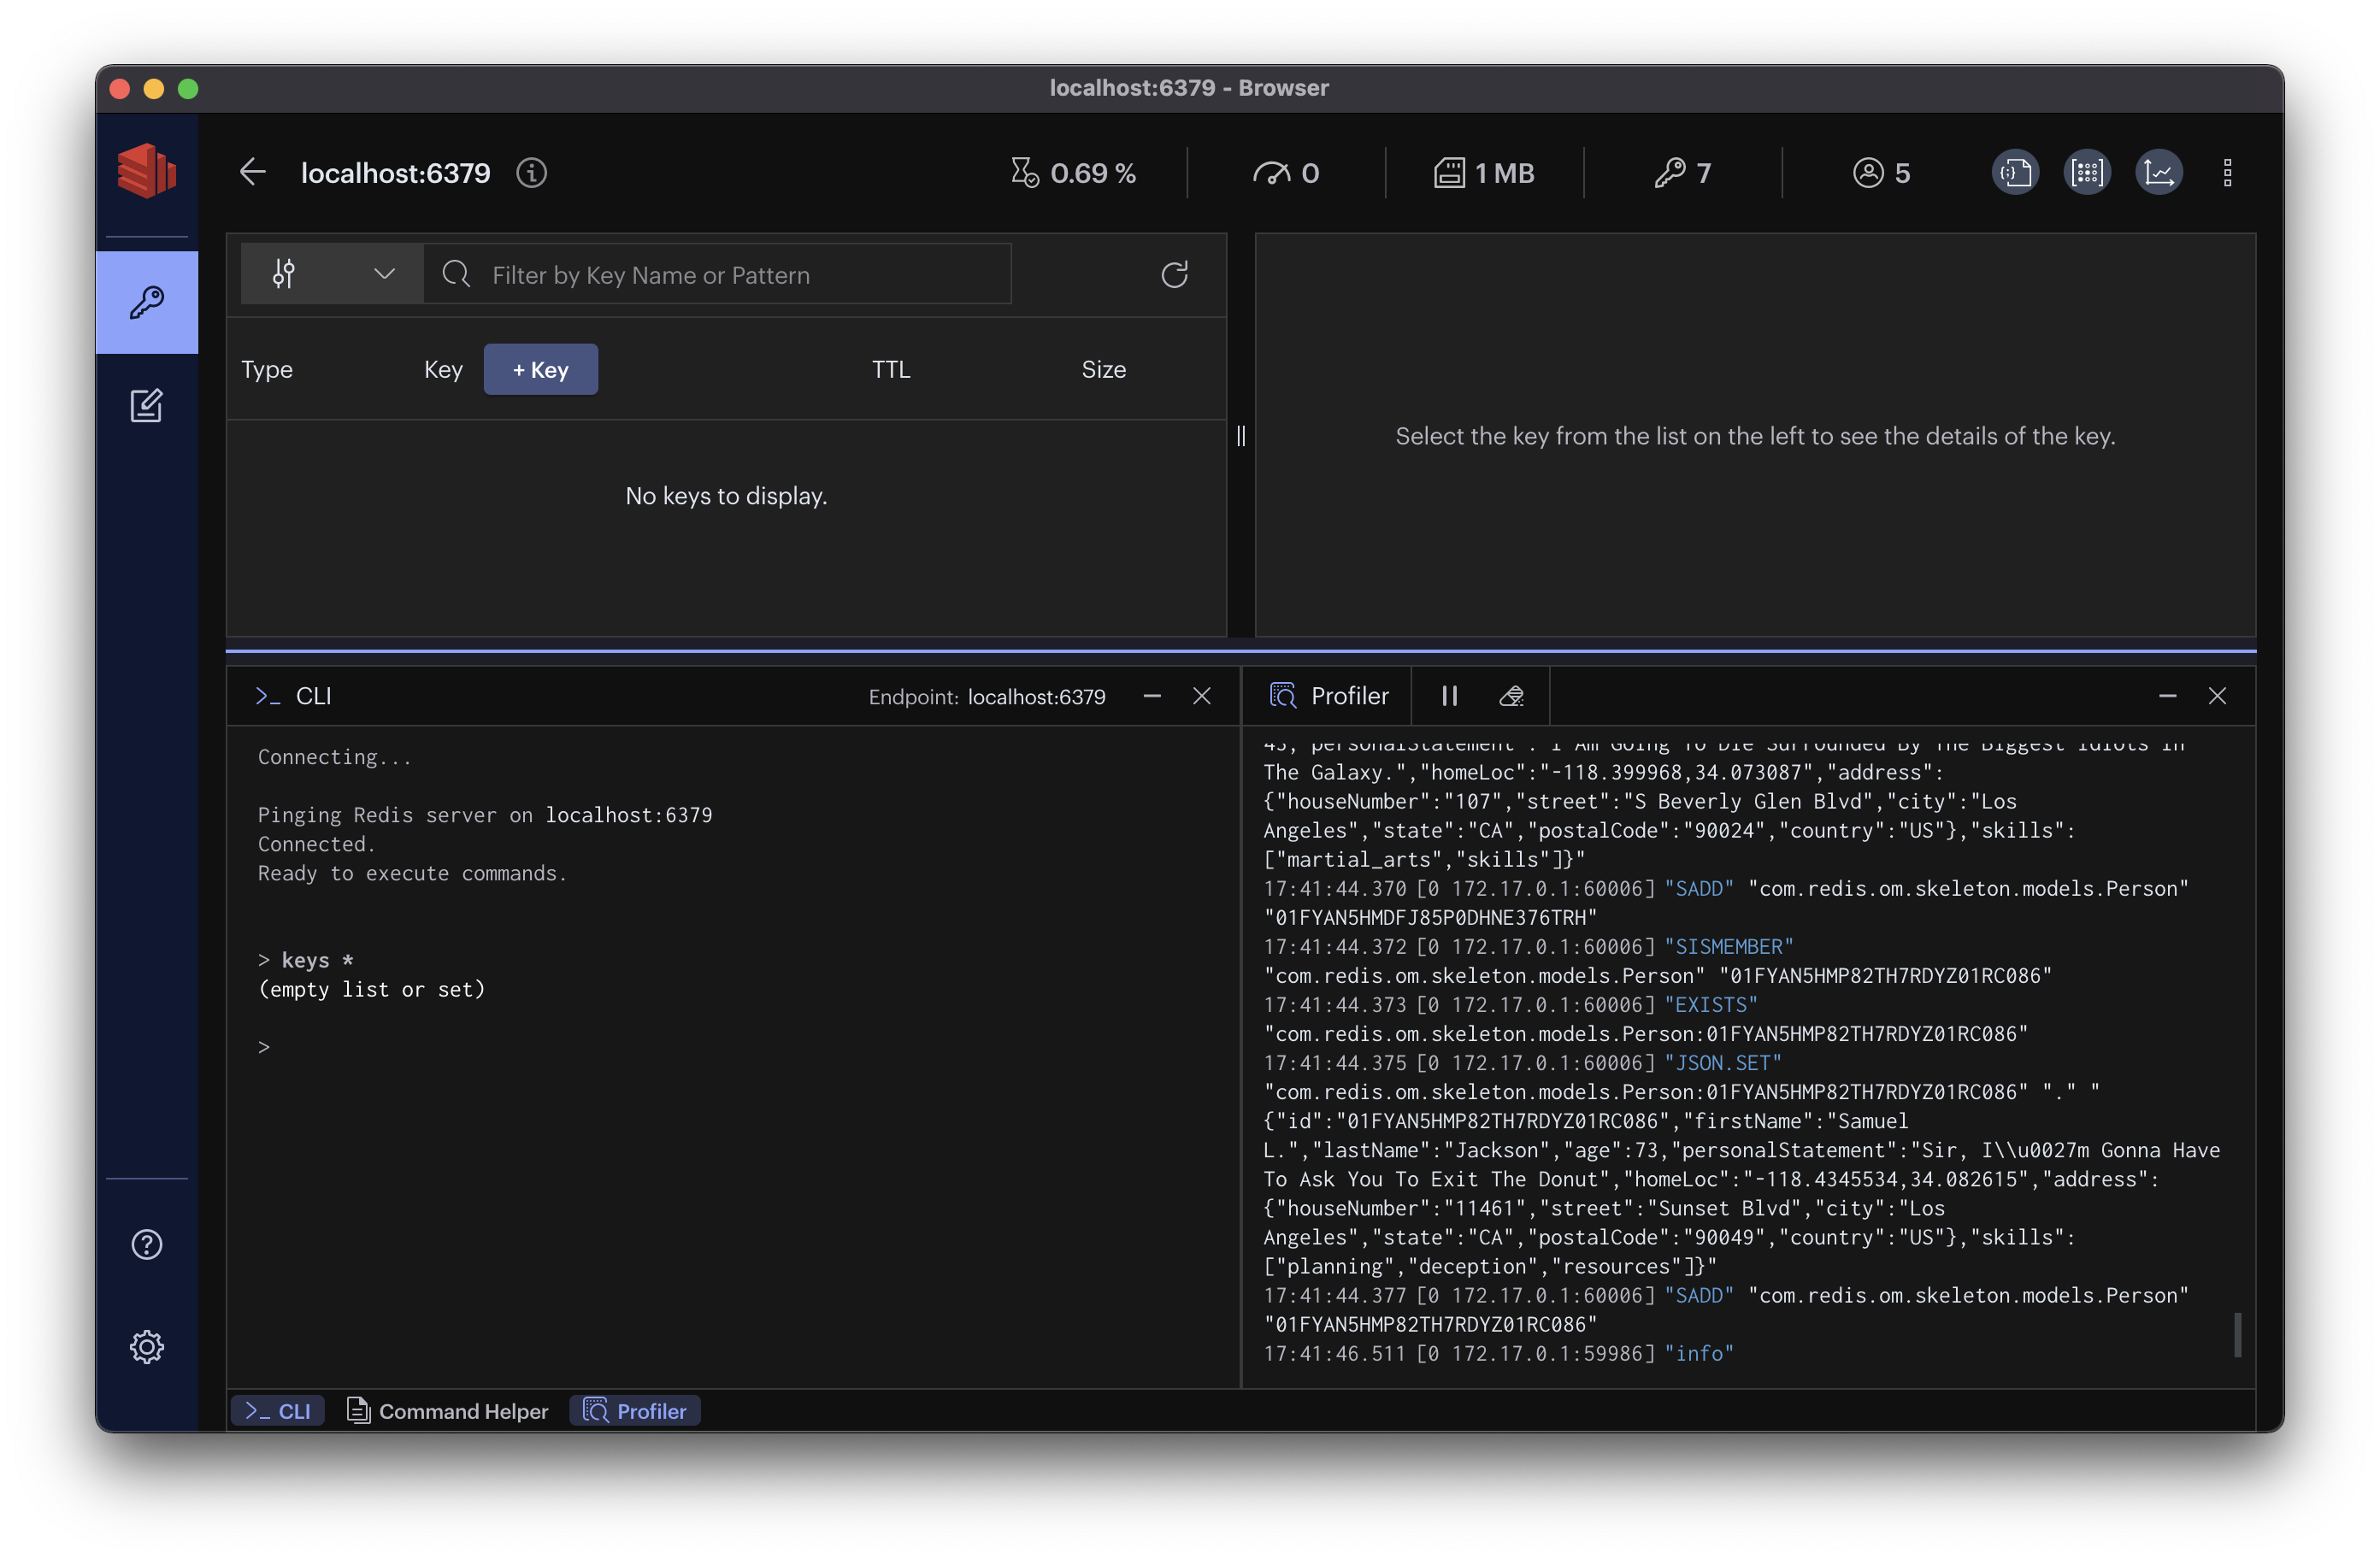 localhost:6379 - Browser
localhost:6379
0.69 %
0
1 MB
7
5
Filter by Key Name or Pattern
Type
Key
+ Key
TTL
Size
No keys to display.
Select the key from the list on the left to see the details of the key.
>_ CLI
Endpoint: localhost:6379
Connecting...
Pinging Redis server on localhost:6379
Connected.
Ready to execute commands.
> keys *
(empty list or set)
>
Profiler
45,"personalStatement":"I Am Going To Die Surrounded By The Biggest Idiots In
The Galaxy.","homeLoc":"-118.399968,34.073087","address":
{"houseNumber":"107","street":"S Beverly Glen Blvd","city":"Los
Angeles","state":"CA","postalCode":"90024","country":"US"},"skills":
["martial_arts","skills"]}"
17:41:44.370 [0 172.17.0.1:60006] "SADD" "com.redis.om.skeleton.models.Person"
"01FYAN5HMDFJ85P0DHNE376TRH"
17:41:44.372 [0 172.17.0.1:60006] "SISMEMBER"
"com.redis.om.skeleton.models.Person" "01FYAN5HMP82TH7RDYZ01RC086"
17:41:44.373 [0 172.17.0.1:60006] "EXISTS"
"com.redis.om.skeleton.models.Person:01FYAN5HMP82TH7RDYZ01RC086"
17:41:44.375 [0 172.17.0.1:60006] "JSON.SET"
"com.redis.om.skeleton.models.Person:01FYAN5HMP82TH7RDYZ01RC086" "." "
{"id":"01FYAN5HMP82TH7RDYZ01RC086","firstName":"Samuel
L.","lastName":"Jackson","age":73,"personalStatement":"Sir, I\\u0027m Gonna Have
To Ask You To Exit The Donut","homeLoc":"-118.4345534,34.082615","address":
{"houseNumber":"11461","street":"Sunset Blvd","city":"Los
Angeles","state":"CA","postalCode":"90049","country":"US"},"skills":
["planning","deception","resources"]}"
17:41:44.377 [0 172.17.0.1:60006] "SADD" "com.redis.om.skeleton.models.Person"
"01FYAN5HMP82TH7RDYZ01RC086"
17:41:46.511 [0 172.17.0.1:59986] "info"
>_ CLI
Command Helper
Profiler